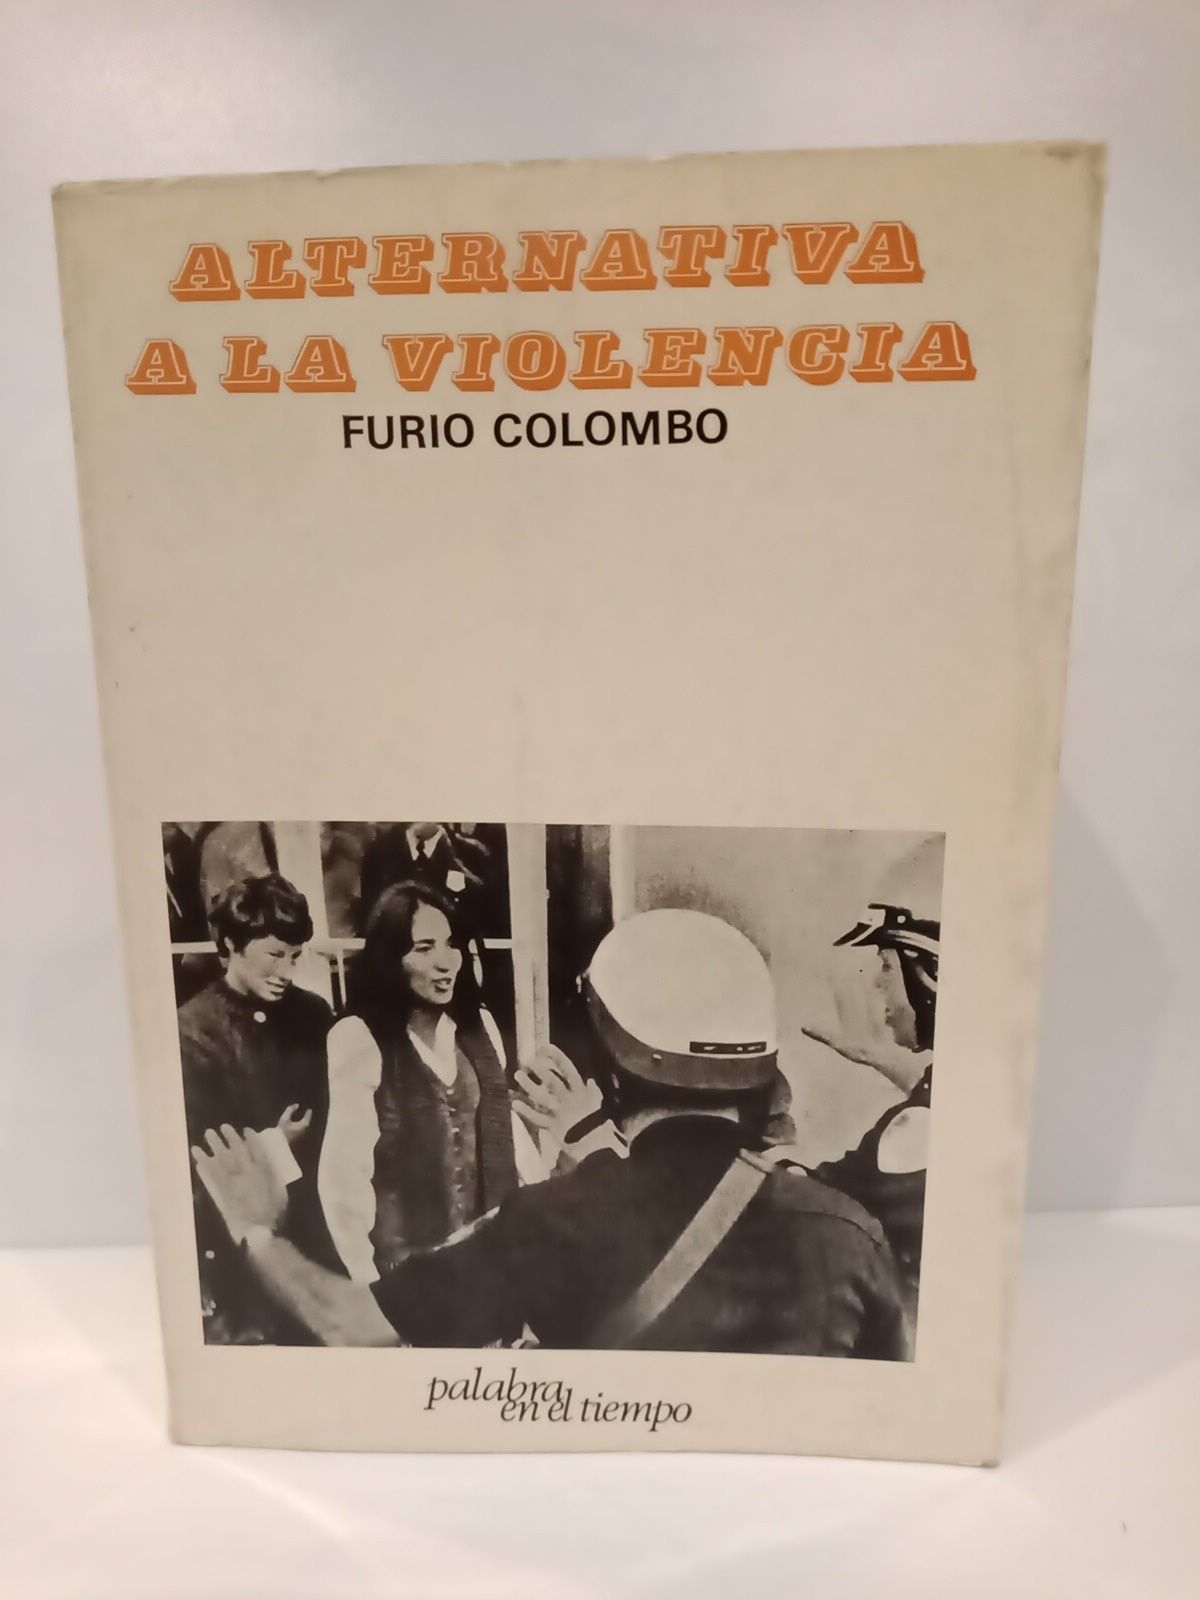 ALTERNATIVA
A LA VIOLENCIA
FURIO COLOMBO
palabra
en el tiempo